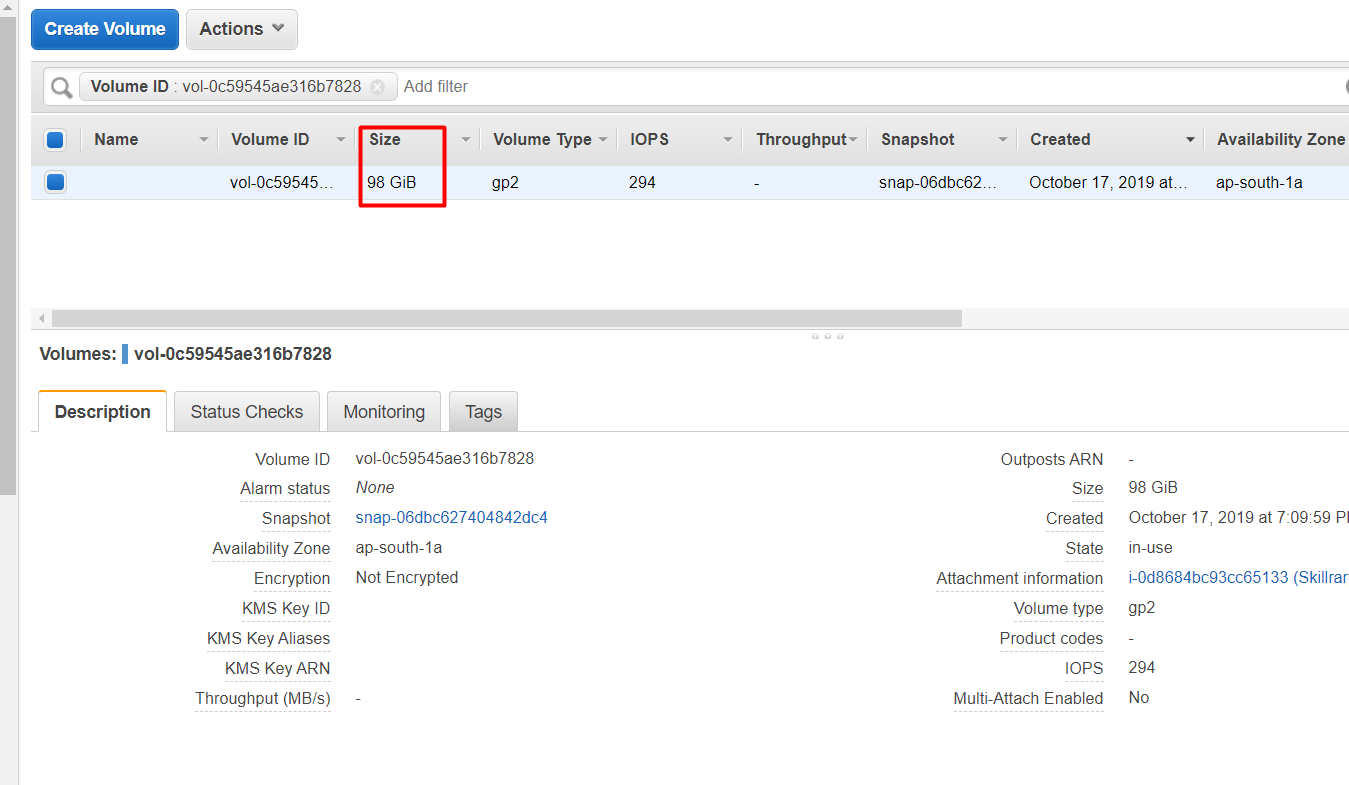 Create Volume Actions
Volume ID : vol-0c59545ae316b7828 Add filter
Name Volume ID Size Volume Type IOPS Throughput Snapshot Created Availability Zone
vol-0c59545… 98 GiB gp2 294 - snap-06dbc62… October 17, 2019 at… ap-south-1a
Volumes: vol-0c59545ae316b7828
Description Status Checks Monitoring Tags
Volume ID vol-0c59545ae316b7828 Outposts ARN -
Alarm status None Size 98 GiB
Snapshot snap-06dbc627404842dc4 Created October 17, 2019 at 7:09:59
Availability Zone ap-south-1a State in-use
Encryption Not Encrypted Attachment information i-0d8684bc93cc65133
KMS Key ID Volume type gp2
KMS Key Aliases Product codes -
KMS Key ARN IOPS 294
Throughput (MB/s) - Multi-Attach Enabled No